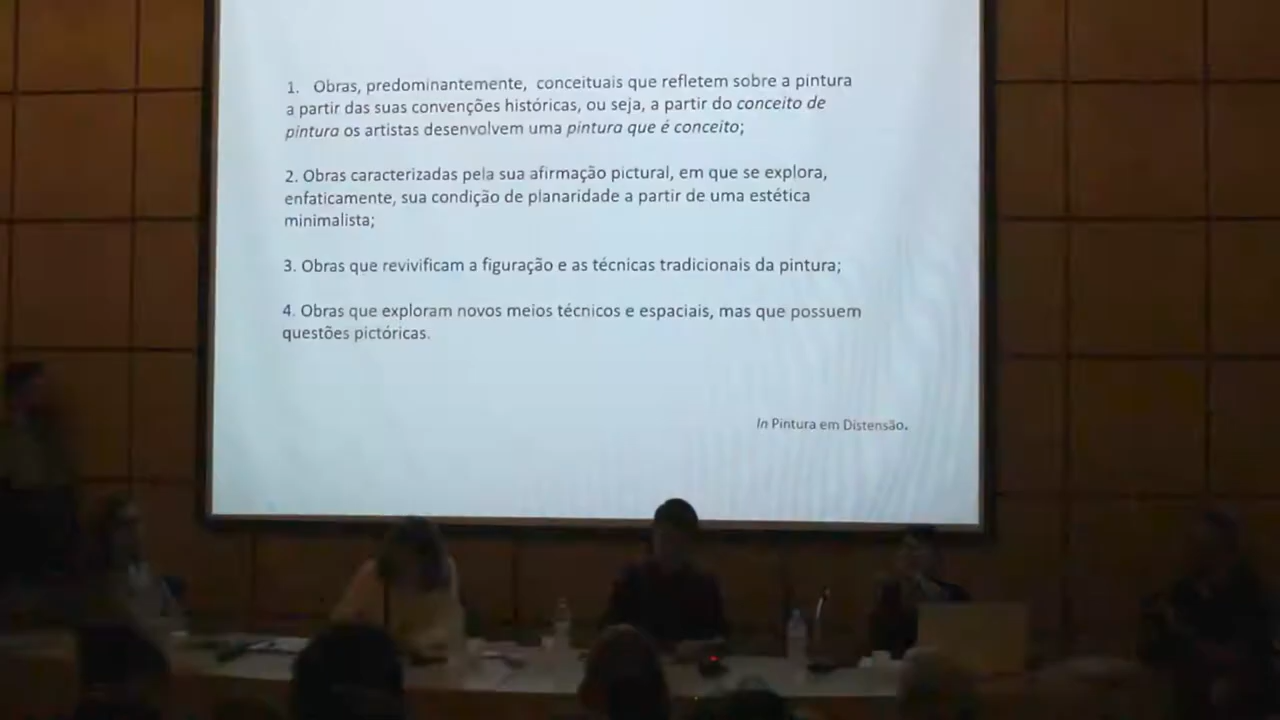 1. Obras, predominantemente, conceituais que refletem sobre a pintura
a partir das suas convenções históricas, ou seja, a partir do conceito de
pintura os artistas desenvolvem uma pintura que é conceito;
2. Obras caracterizadas pela sua afirmação pictural, em que se explora,
enfaticamente, sua condição de planaridade a partir de uma estética
minimalista;
3. Obras que revivificam a figuração e as técnicas tradicionais da pintura;
4. Obras que exploram novos meios técnicos e espaciais, mas que possuem
questões pictóricas.
In Pintura em Distensão.